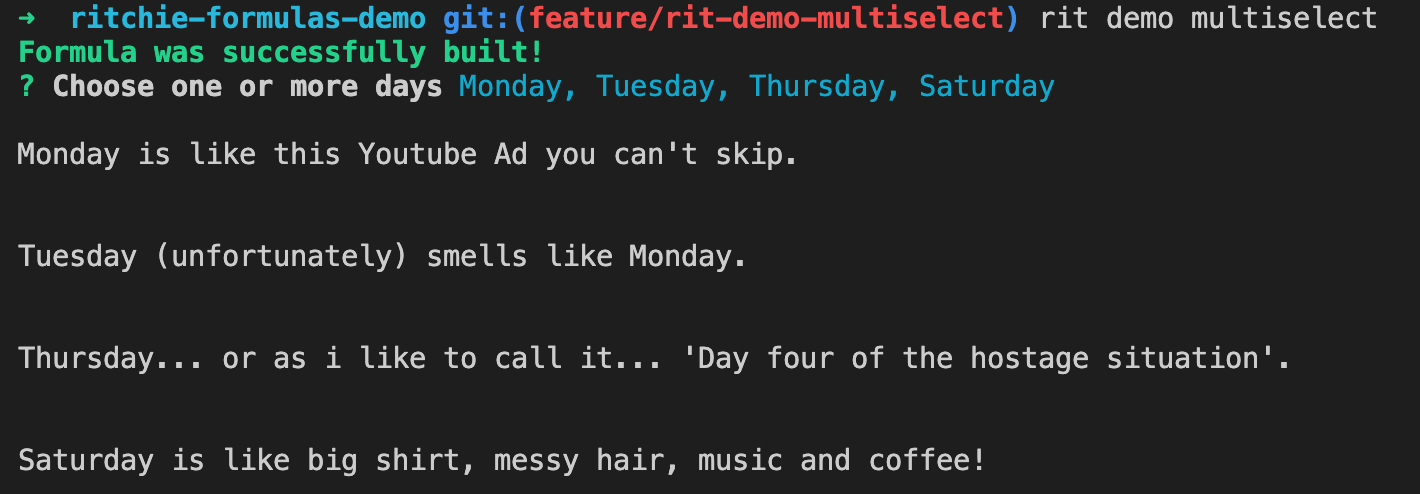 ➜  ritchie-formulas-demo git:(feature/rit-demo-multiselect) rit demo multiselect
Formula was successfully built!
? Choose one or more days Monday, Tuesday, Thursday, Saturday
Monday is like this Youtube Ad you can't skip.
Tuesday (unfortunately) smells like Monday.
Thursday... or as i like to call it... 'Day four of the hostage situation'.
Saturday is like big shirt, messy hair, music and coffee!